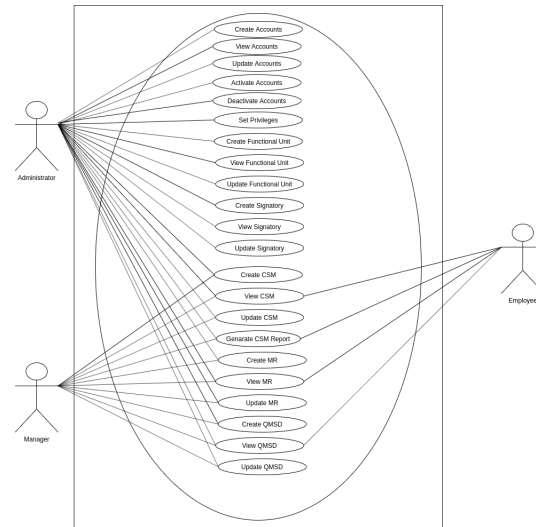 Create Accounts
View Accounts
Update Accounts
Activate Accounts
Deactivate Accounts
Set Privileges
Create Functional Unit
View Functional Unit
Update Functional Unit
Create Signatory
View Signatory
Update Signatory
Create CSM
View CSM
Update CSM
Genarate CSM Report
Create MR
View MR
Update MR
Create QMSD
View QMSD
Update QMSD
Administrator
Manager
Employee